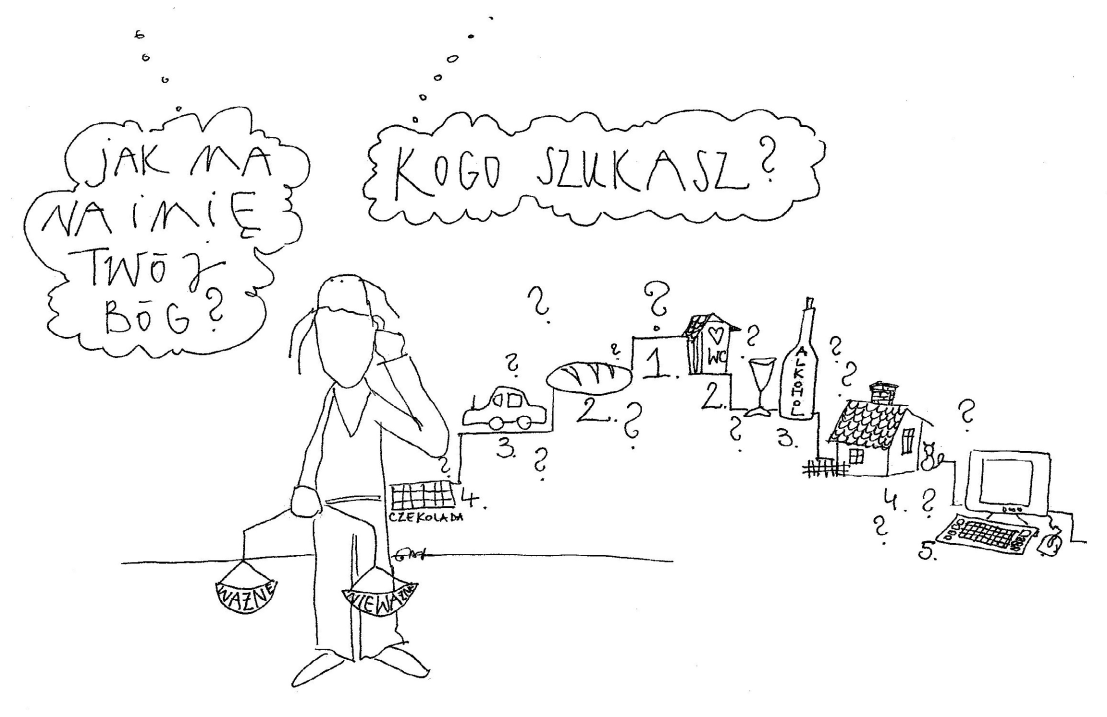 JAK MA
NA IMIĘ
TWÓJ
BÓG?
KOGO SZUKASZ?
?
?
?
?
1.
WC
?
ALKOHOL
?
?
2.
?
2.
?
3.
?
3.
?
?
4.
CZEKOLADA
4.
?
?
5.
WAŻNE
NIEWAŻNE